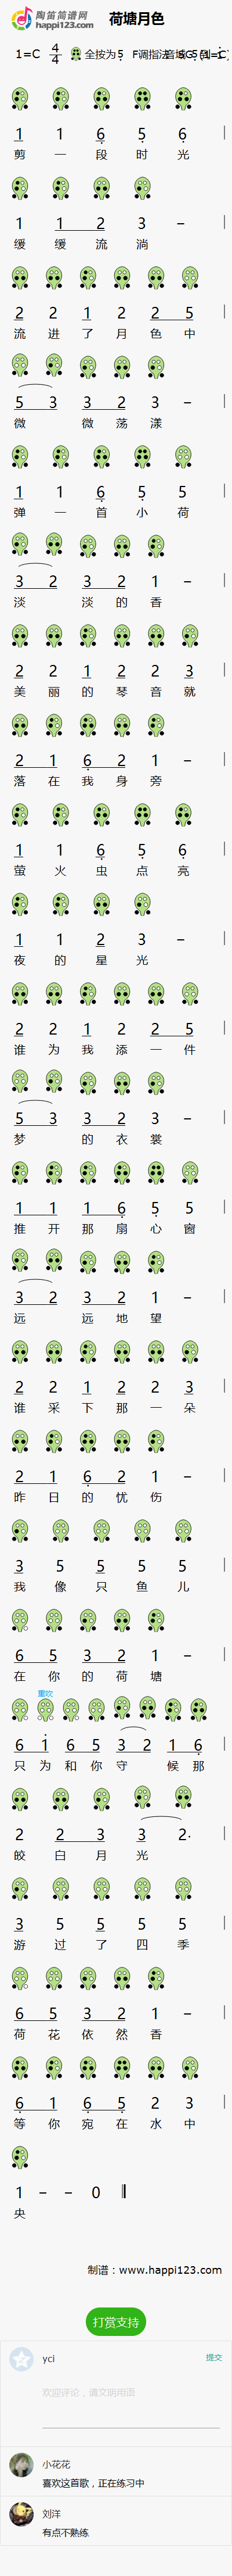 陶笛简谱网
happi123.com
荷塘月色
1=C 4/4 全按为5
1 1 6 5 6
剪 一 段 时 光
1 1 2 3 -
缓 缓 流 淌
2 2 1 2 2 5
流 进 了 月 色 中
5 3 3 2 3 -
微 微 荡 漾
1 1 6 5 5
弹 一 首 小 荷
3 2 3 2 1 -
淡 淡 的 香
2 2 1 2 2 3
美 丽 的 琴 音 就
2 1 6 2 1 -
落 在 我 身 旁
1 1 6 5 6
萤 火 虫 点 亮
1 1 2 3 -
夜 的 星 光
2 2 1 2 2 5
谁 为 我 添 一 件
5 3 3 2 3 -
梦 的 衣 裳
1 1 1 6 5 5
推 开 那 扇 心 窗
3 2 3 2 1 -
远 远 地 望
2 2 1 2 2 3
谁 采 下 那 一 朵
2 1 6 2 1 -
昨 日 的 忧 伤
3 5 5 5 5
我 像 只 鱼 儿
6 5 3 2 1 -
在 你 的 荷 塘
重吹
6 1 6 5 3 2 1 6
只 为 和 你 守 候 那
2 2 3 3 2·
皎 白 月 光
3 5 5 5 5
游 过 了 四 季
6 5 3 2 1 -
荷 花 依 然 香
6 1 6 5 2 3
等 你 宛 在 水 中
1 - - 0
央
制谱：www.happi123.com
打赏支持
yci 提交
欢迎评论，请文明用语
小花花
喜欢这首歌，正在练习中
刘洋
有点不熟练